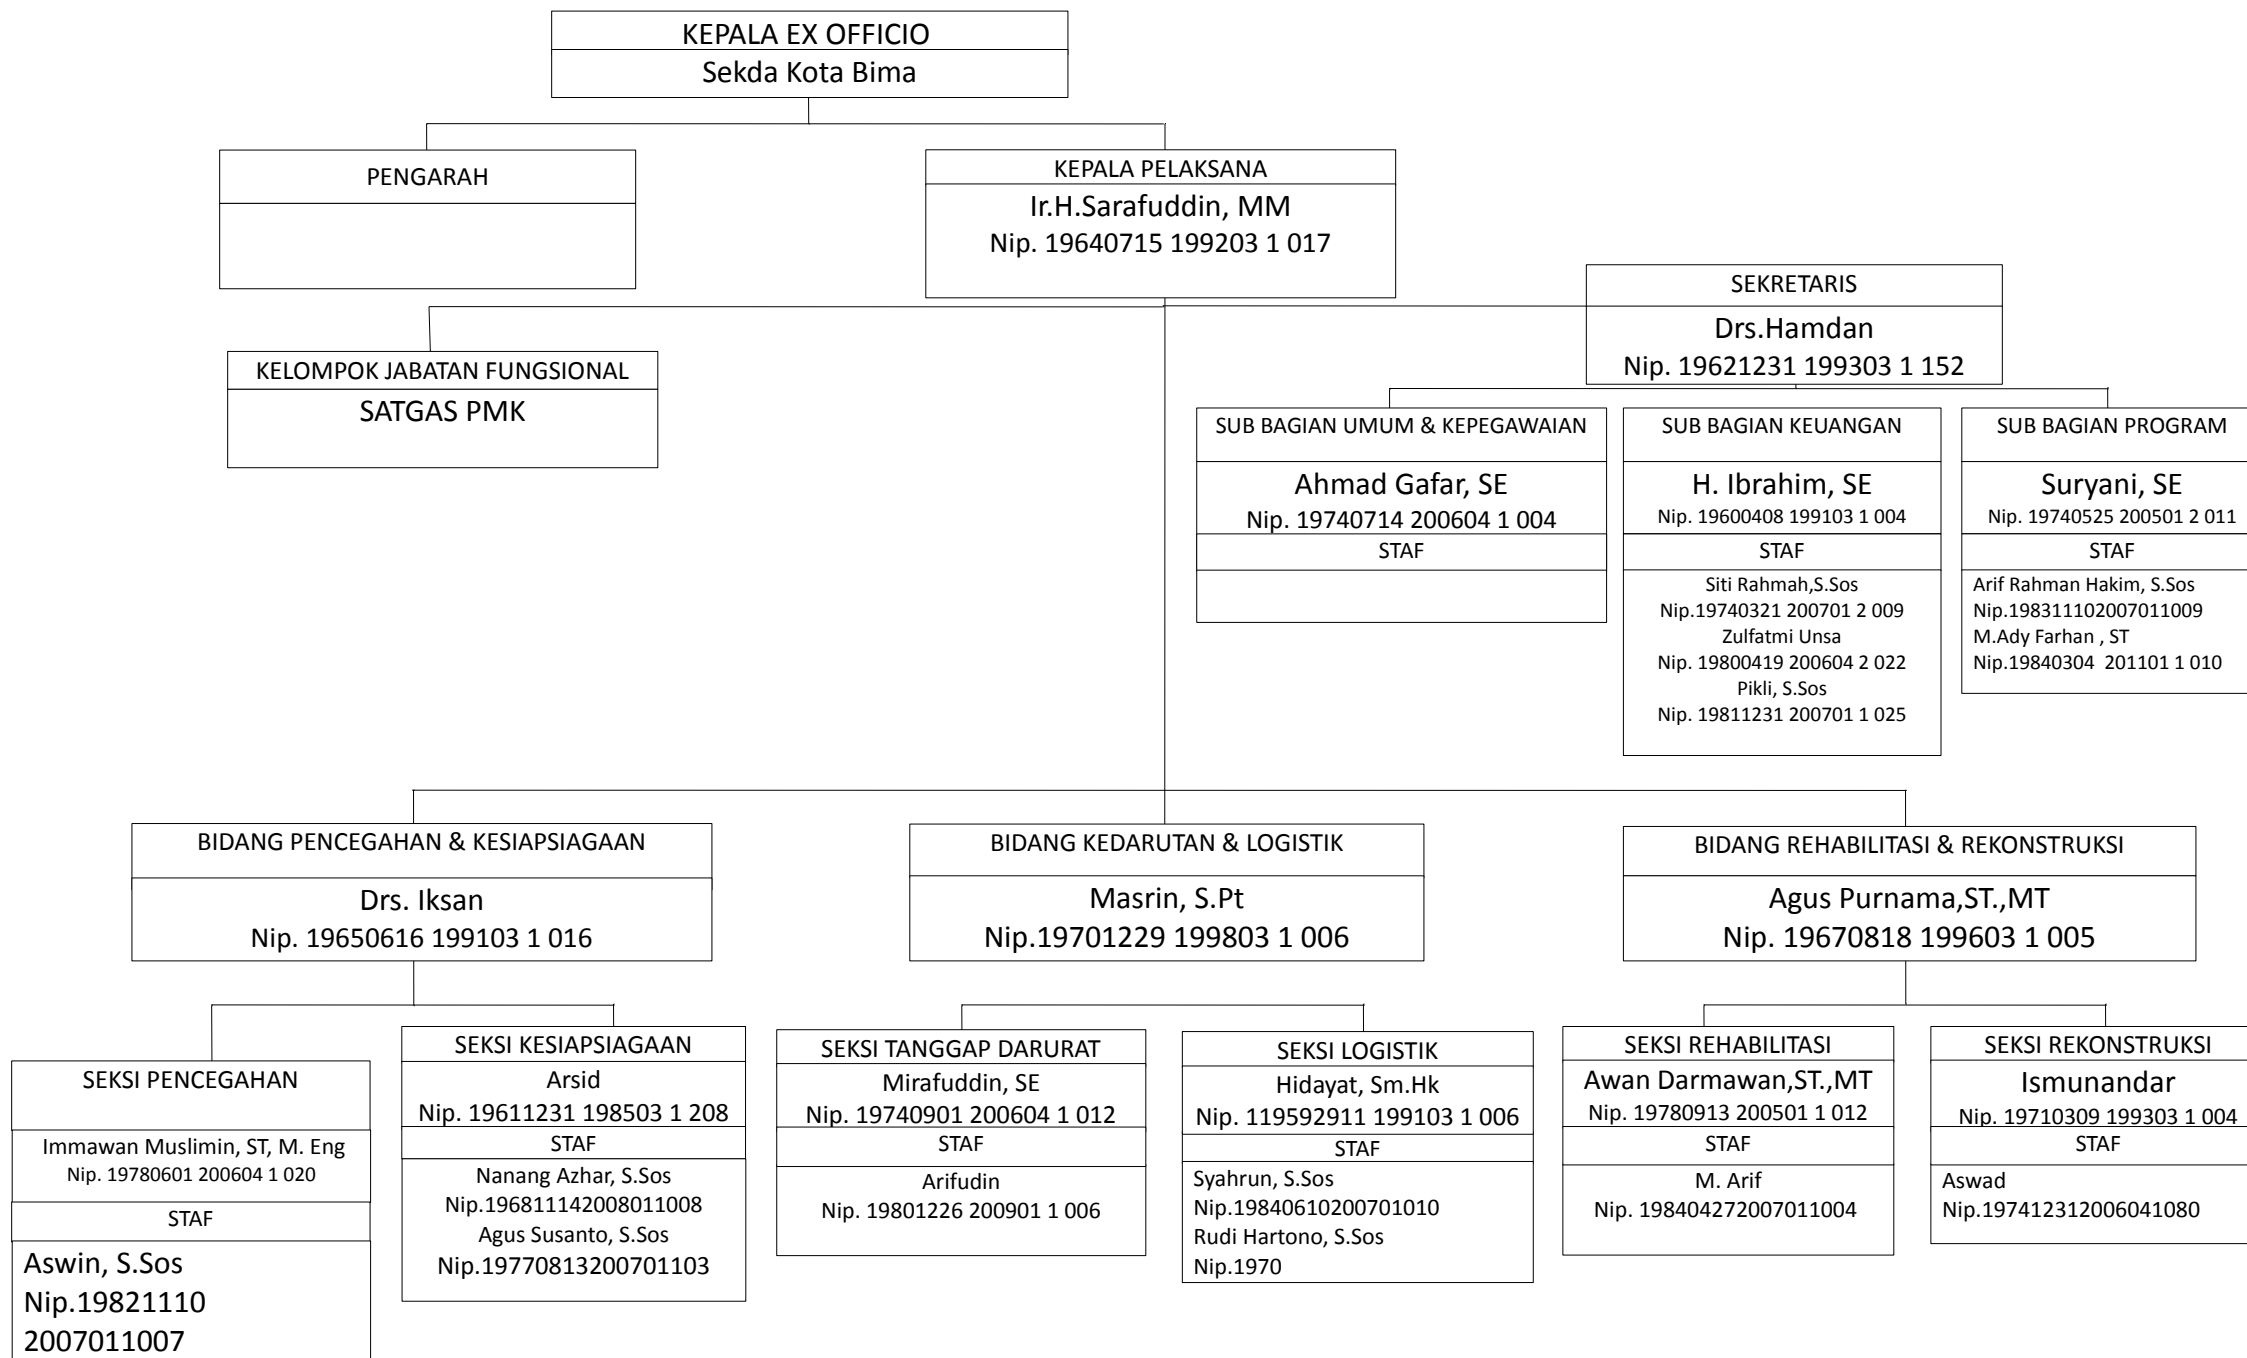 KEPALA EX OFFICIO
Sekda Kota Bima
PENGARAH
KEPALA PELAKSANA
Ir.H.Sarafuddin, MM
Nip. 19640715 199203 1 017
SEKRETARIS
Drs.Hamdan
Nip. 19621231 199303 1 152
KELOMPOK JABATAN FUNGSIONAL
SATGAS PMK
SUB BAGIAN UMUM & KEPEGAWAIAN
Ahmad Gafar, SE
Nip. 19740714 200604 1 004
STAF
SUB BAGIAN KEUANGAN
H. Ibrahim, SE
Nip. 19600408 199103 1 004
STAF
Siti Rahmah,S.Sos
Nip.19740321 200701 2 009
Zulfatmi Unsa
Nip. 19800419 200604 2 022
Pikli, S.Sos
Nip. 19811231 200701 1 025
SUB BAGIAN PROGRAM
Suryani, SE
Nip. 19740525 200501 2 011
STAF
Arif Rahman Hakim, S.Sos
Nip.198311102007011009
M.Ady Farhan , ST
Nip.19840304  201101 1 010
BIDANG PENCEGAHAN & KESIAPSIAGAAN
Drs. Iksan
Nip. 19650616 199103 1 016
BIDANG KEDARUTAN & LOGISTIK
Masrin, S.Pt
Nip.19701229 199803 1 006
BIDANG REHABILITASI & REKONSTRUKSI
Agus Purnama,ST.,MT
Nip. 19670818 199603 1 005
SEKSI PENCEGAHAN
Immawan Muslimin, ST, M. Eng
Nip. 19780601 200604 1 020
STAF
Aswin, S.Sos
Nip.19821110
2007011007
SEKSI KESIAPSIAGAAN
Arsid
Nip. 19611231 198503 1 208
STAF
Nanang Azhar, S.Sos
Nip.196811142008011008
Agus Susanto, S.Sos
Nip.19770813200701103
SEKSI TANGGAP DARURAT
Mirafuddin, SE
Nip. 19740901 200604 1 012
STAF
Arifudin
Nip. 19801226 200901 1 006
SEKSI LOGISTIK
Hidayat, Sm.Hk
Nip. 119592911 199103 1 006
STAF
Syahrun, S.Sos
Nip.19840610200701010
Rudi Hartono, S.Sos
Nip.1970
SEKSI REHABILITASI
Awan Darmawan,ST.,MT
Nip. 19780913 200501 1 012
STAF
M. Arif
Nip. 198404272007011004
SEKSI REKONSTRUKSI
Ismunandar
Nip. 19710309 199303 1 004
STAF
Aswad
Nip.197412312006041080